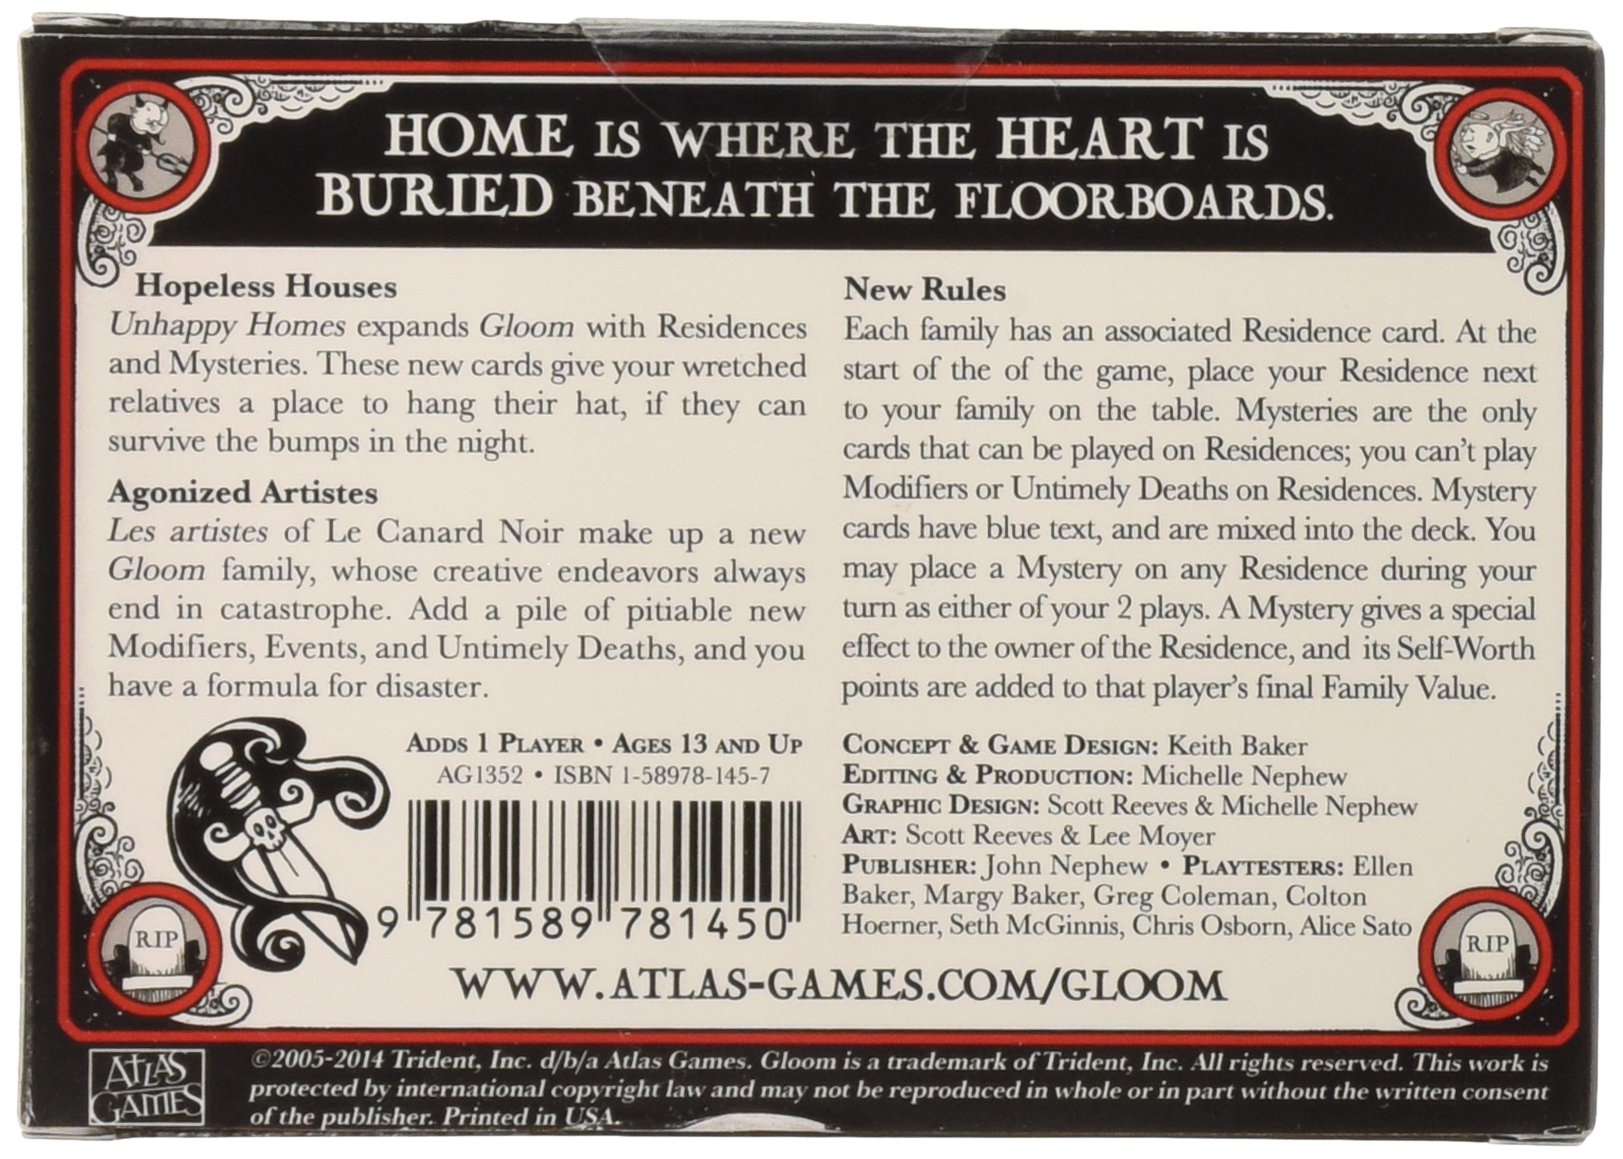 HOME IS WHERE THE HEART IS
BURIED BENEATH THE FLOORBOARDS.
Hopeless Houses
Unhappy Homes expands Gloom with Residences
and Mysteries. These new cards give your wretched
relatives a place to hang their hat, if they can
survive the bumps in the night.
Agonized Artistes
Les artistes of Le Canard Noir make up a new
Gloom family, whose creative endeavors always
end in catastrophe. Add a pile of pitiable new
Modifiers, Events, and Untimely Deaths, and you
have a formula for disaster.
New Rules
Each family has an associated Residence card. At the
start of the of the game, place your Residence next
to your family on the table. Mysteries are the only
cards that can be played on Residences; you can't play
Modifiers or Untimely Deaths on Residences. Mystery
cards have blue text, and are mixed into the deck. You
may place a Mystery on any Residence during your
turn as either of your 2 plays. A Mystery gives a special
effect to the owner of the Residence, and its Self-Worth
points are added to that player's final Family Value.
ADDS 1 PLAYER • AGES 13 AND UP
AG1352 • ISBN 1-58978-145-7
9 781589 781450
CONCEPT & GAME DESIGN: Keith Baker
EDITING & PRODUCTION: Michelle Nephew
GRAPHIC DESIGN: Scott Reeves & Michelle Nephew
ART: Scott Reeves & Lee Moyer
PUBLISHER: John Nephew • PLAYTESTERS: Ellen
Baker, Margy Baker, Greg Coleman, Colton
Hoerner, Seth McGinnis, Chris Osborn, Alice Sato
RIP
RIP
WWW.ATLAS-GAMES.COM/GLOOM
ATLAS
GAMES
©2005-2014 Trident, Inc. d/b/a Atlas Games. Gloom is a trademark of Trident, Inc. All rights reserved. This work is
protected by international copyright law and may not be reproduced in whole or in part without the written consent
of the publisher. Printed in USA.